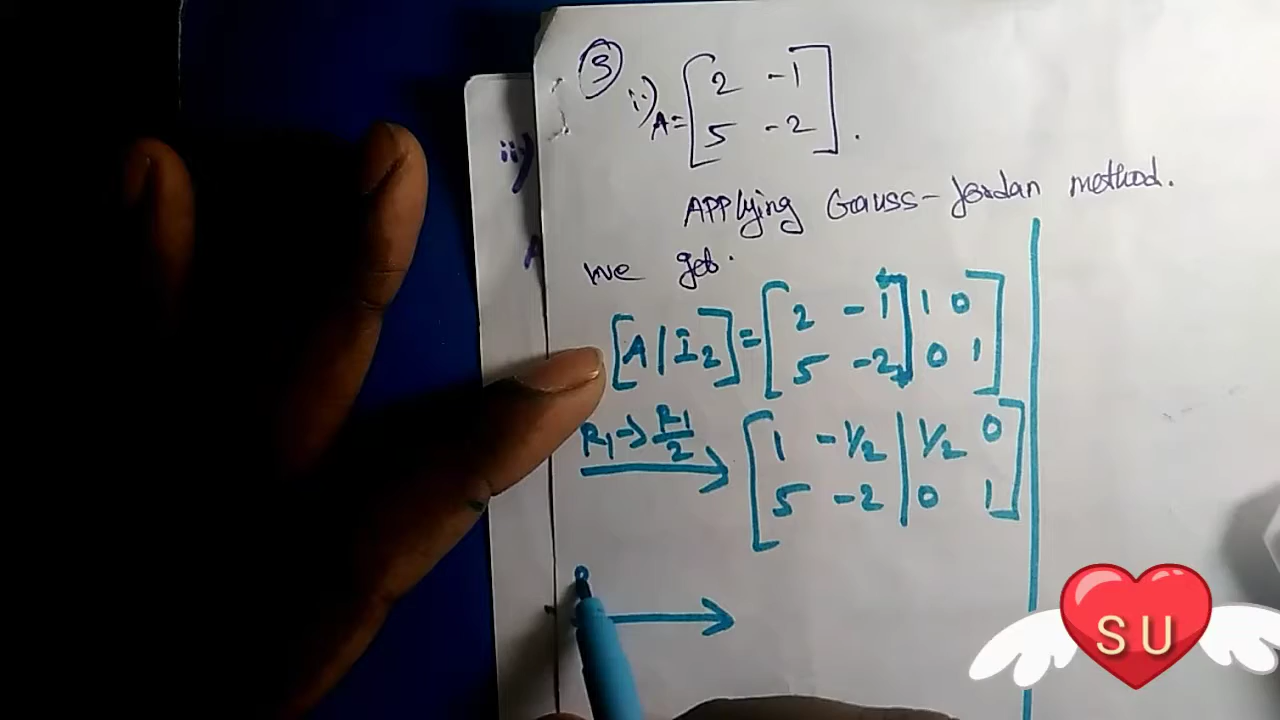 3
i) A = [ 2 -1
5 -2 ] .
ii)
Applying Gauss-Jordan method.
we get.
[A | I2] = [ 2 -1 | 1 0
5 -2 | 0 1 ]
R1 → R1/2 [ 1 -1/2 | 1/2 0
5 -2 | 0 1 ]
S U